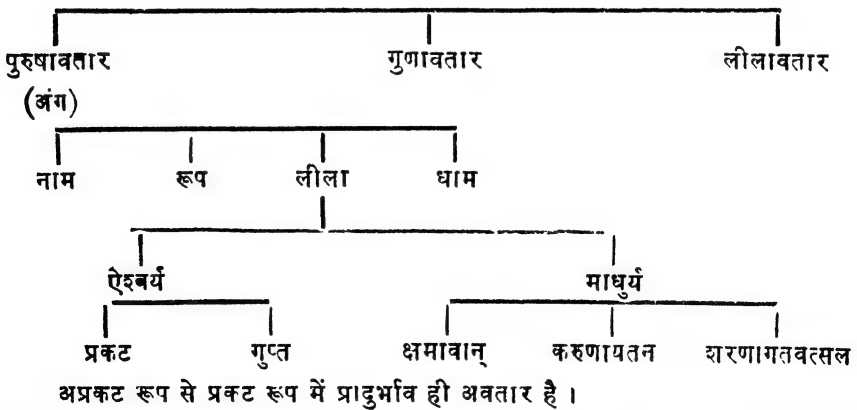 पुरुषावतार गुणावतार लीलावतार
(अंग)
नाम रूप लीला धाम
ऐश्वर्य माधुर्य
प्रकट गुप्त क्षमावान् करुणायतन शरणागतवत्सल
अप्रकट रूप से प्रकट रूप में प्रादुर्भाव ही अवतार है ।